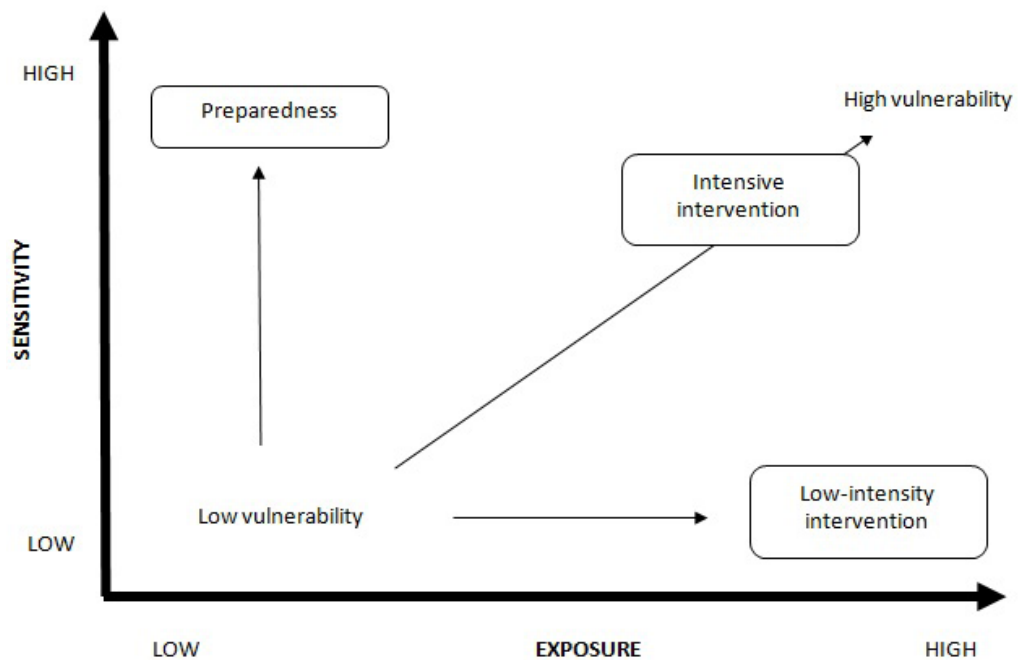 HIGH
Preparedness
High vulnerability
Intensive
intervention
SENSITIVITY
Low vulnerability
Low-intensity
intervention
LOW
LOW
EXPOSURE
HIGH